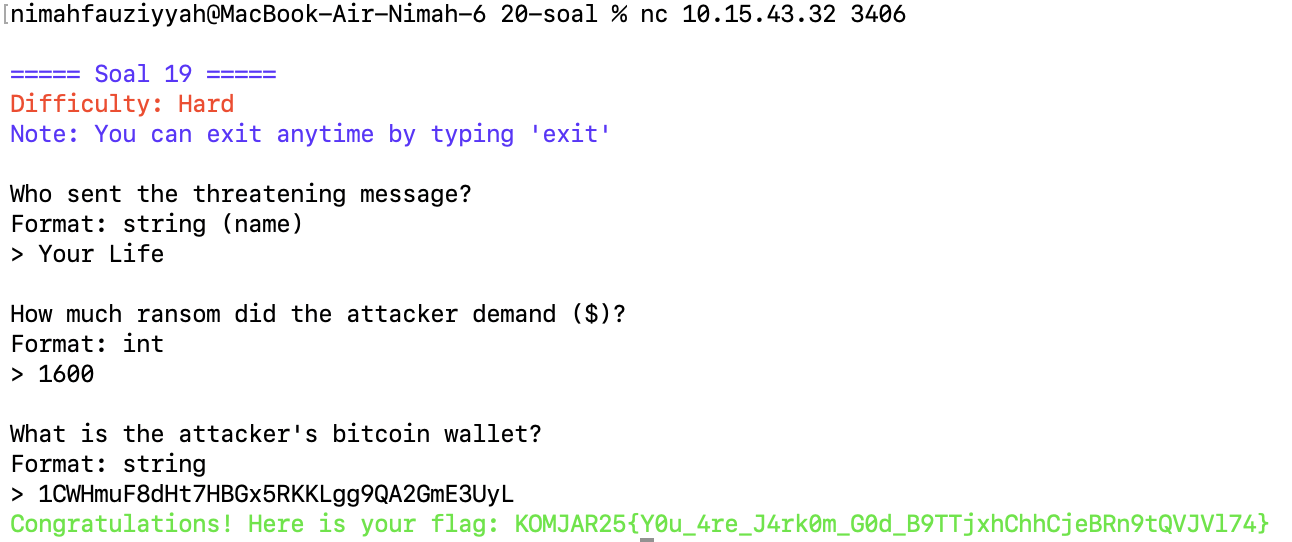 [nimahfauziyyah@MacBook-Air-Nimah-6 20-soal % nc 10.15.43.32 3406
===== Soal 19 =====
Difficulty: Hard
Note: You can exit anytime by typing 'exit'
Who sent the threatening message?
Format: string (name)
> Your Life
How much ransom did the attacker demand ($)?
Format: int
> 1600
What is the attacker's bitcoin wallet?
Format: string
> 1CWHmuF8dHt7HBGx5RKKLgg9QA2GmE3UyL
Congratulations! Here is your flag: KOMJAR25{Y0u_4re_J4rk0m_G0d_B9TTjxhChhCjeBRn9tQVJVl74}